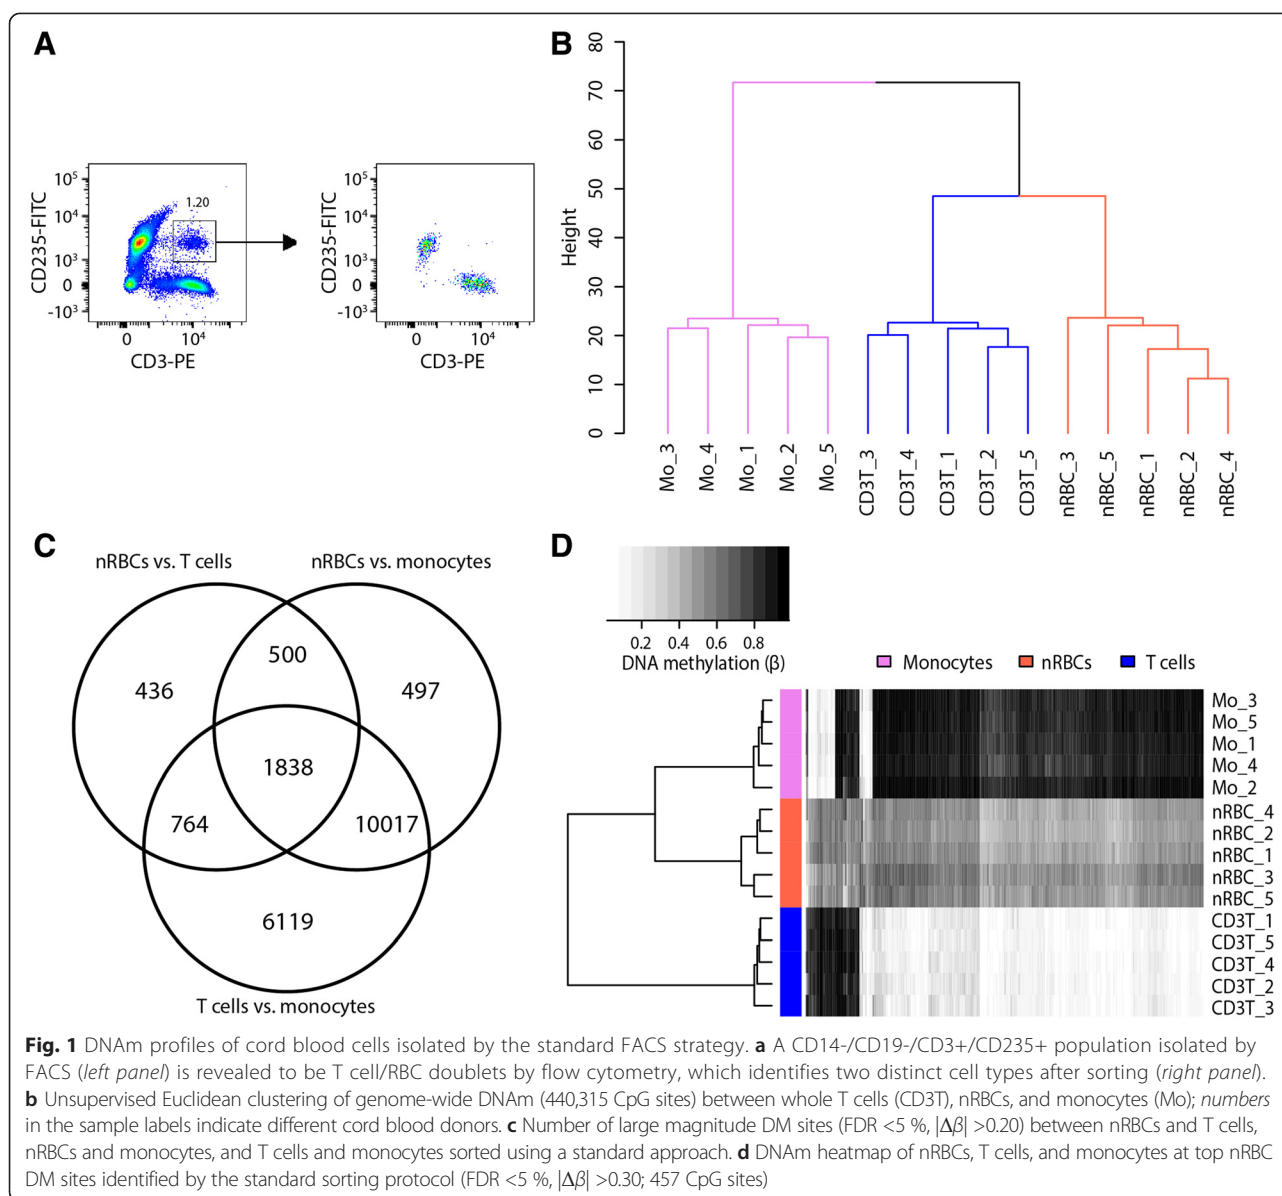 A
B
10⁵
10⁴
10³
0
-10³
CD235-FITC
1.20
0
10⁴
CD3-PE
10⁵
10⁴
10³
0
-10³
CD235-FITC
0
10⁴
CD3-PE
80
70
60
50
40
30
20
10
0
Height
Mo_3
Mo_4
Mo_1
Mo_2
Mo_5
CD3T_3
CD3T_4
CD3T_1
CD3T_2
CD3T_5
nRBC_3
nRBC_5
nRBC_1
nRBC_2
nRBC_4
C
nRBCs vs. T cells
nRBCs vs. monocytes
500
436
497
1838
764
10017
6119
T cells vs. monocytes
D
0.2 0.4 0.6 0.8
DNA methylation (β)
Monocytes nRBCs T cells
Mo_3
Mo_5
Mo_1
Mo_4
Mo_2
nRBC_4
nRBC_2
nRBC_1
nRBC_3
nRBC_5
CD3T_1
CD3T_5
CD3T_4
CD3T_2
CD3T_3
Fig. 1 DNAm profiles of cord blood cells isolated by the standard FACS strategy. a A CD14-/CD19-/CD3+/CD235+ population isolated by
FACS (left panel) is revealed to be T cell/RBC doublets by flow cytometry, which identifies two distinct cell types after sorting (right panel).
b Unsupervised Euclidean clustering of genome-wide DNAm (440,315 CpG sites) between whole T cells (CD3T), nRBCs, and monocytes (Mo); numbers
in the sample labels indicate different cord blood donors. c Number of large magnitude DM sites (FDR <5 %, |Δβ| >0.20) between nRBCs and T cells,
nRBCs and monocytes, and T cells and monocytes sorted using a standard approach. d DNAm heatmap of nRBCs, T cells, and monocytes at top nRBC
DM sites identified by the standard sorting protocol (FDR <5 %, |Δβ| >0.30; 457 CpG sites)